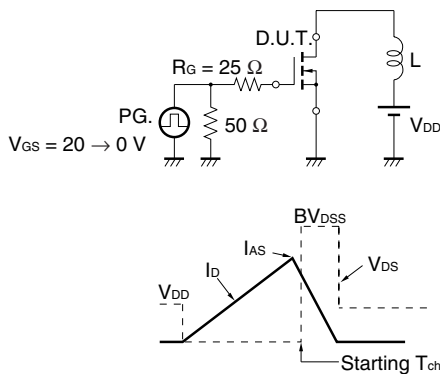 D.U.T.
RG = 25 Ω
L
PG.
50 Ω
VDD
VGS = 20 → 0 V
BVDSS
IAS
ID
VDS
VDD
Starting Tch